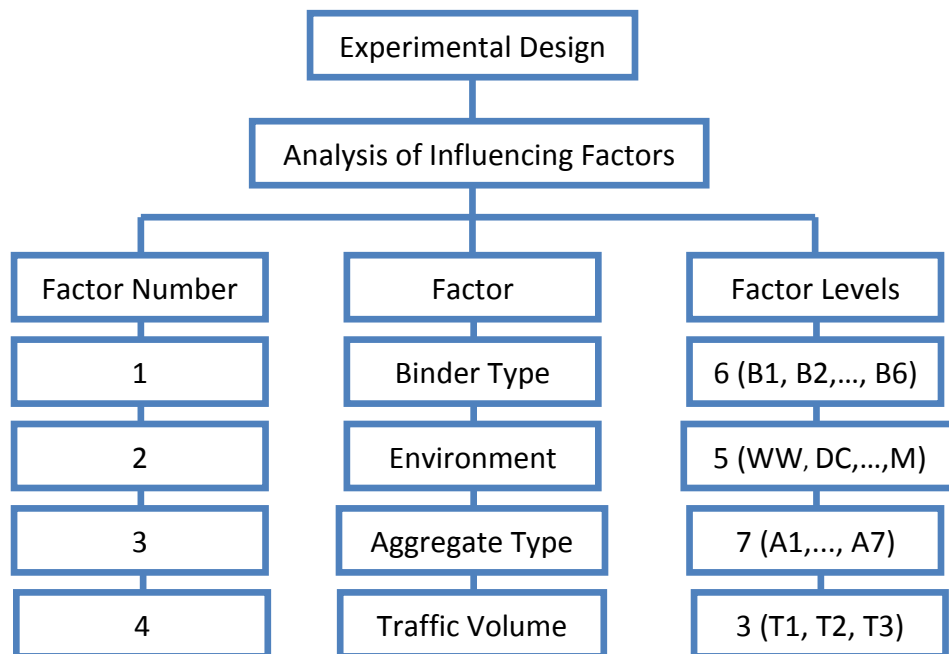 Experimental Design
Analysis of Influencing Factors
Factor Number
Factor
Factor Levels
1
Binder Type
6 (B1, B2,..., B6)
2
Environment
5 (WW, DC,...,M)
3
Aggregate Type
7 (A1,..., A7)
4
Traffic Volume
3 (T1, T2, T3)